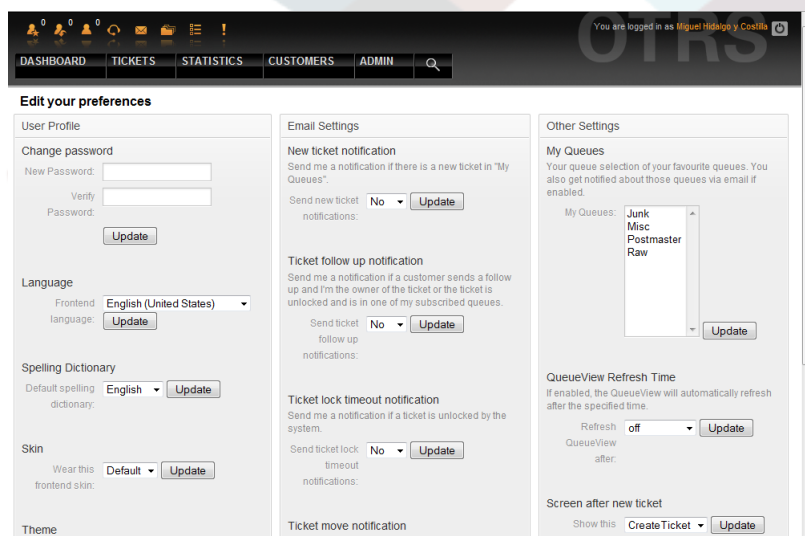 0 0 0
OTRS
You are logged in as Miguel Hidalgo y Costilla
DASHBOARD TICKETS STATISTICS CUSTOMERS ADMIN
Edit your preferences
User Profile
Change password
New Password:
Verify
Password:
Update
Language
Frontend
language:
English (United States)
Update
Spelling Dictionary
Default spelling
dictionary:
English
Update
Skin
Wear this
frontend skin:
Default
Update
Theme
Email Settings
New ticket notification
Send me a notification if there is a new ticket in "My
Queues".
Send new ticket
notifications:
No
Update
Ticket follow up notification
Send me a notification if a customer sends a follow
up and I'm the owner of the ticket or the ticket is
unlocked and is in one of my subscribed queues.
Send ticket
follow up
notifications:
No
Update
Ticket lock timeout notification
Send me a notification if a ticket is unlocked by the
system.
Send ticket lock
timeout
notifications:
No
Update
Ticket move notification
Other Settings
My Queues
Your queue selection of your favourite queues. You
also get notified about those queues via email if
enabled.
My Queues:
Junk
Misc
Postmaster
Raw
Update
QueueView Refresh Time
If enabled, the QueueView will automatically refresh
after the specified time.
Refresh
QueueView
after:
off
Update
Screen after new ticket
Show this
CreateTicket
Update